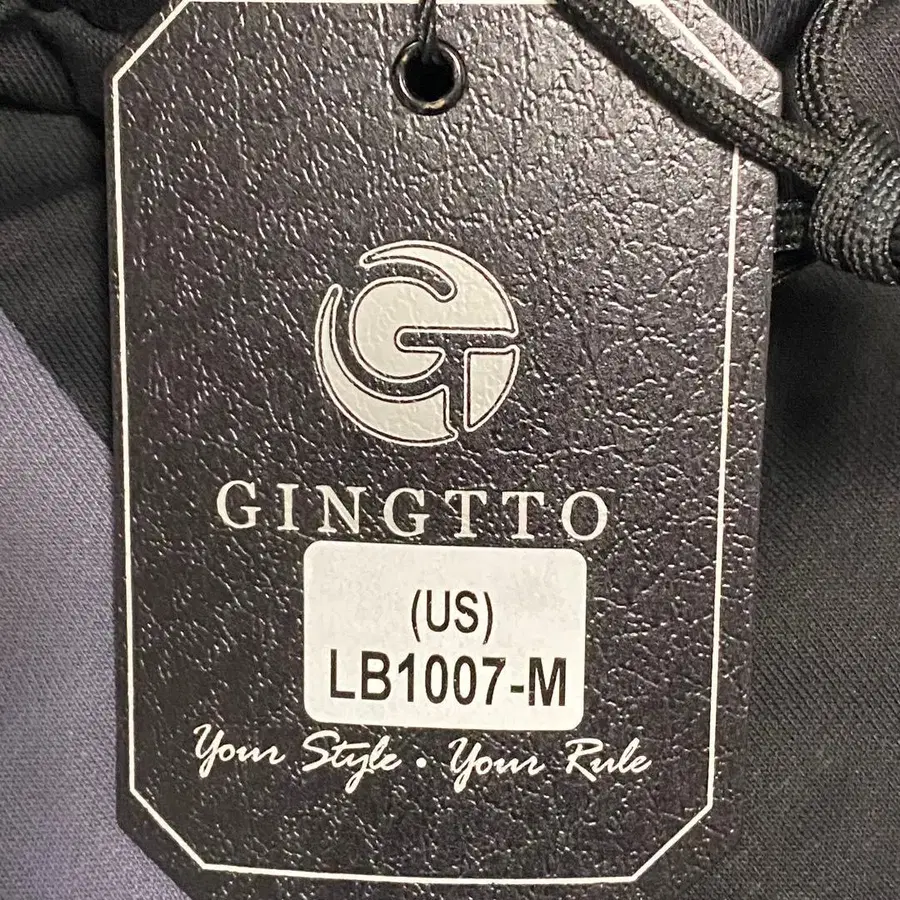 GINGTTO
(US)
LB1007-M
Your Style • Your Rule